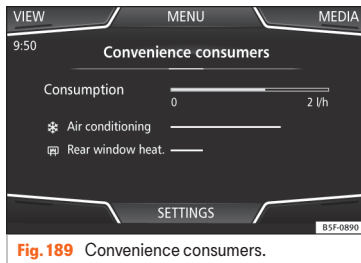 VIEW MENU MEDIA
9:50
Convenience consumers
Consumption
0 2 l/h
Air conditioning
Rear window heat.
SETTINGS
B5F-0890
Fig. 189 Convenience consumers.